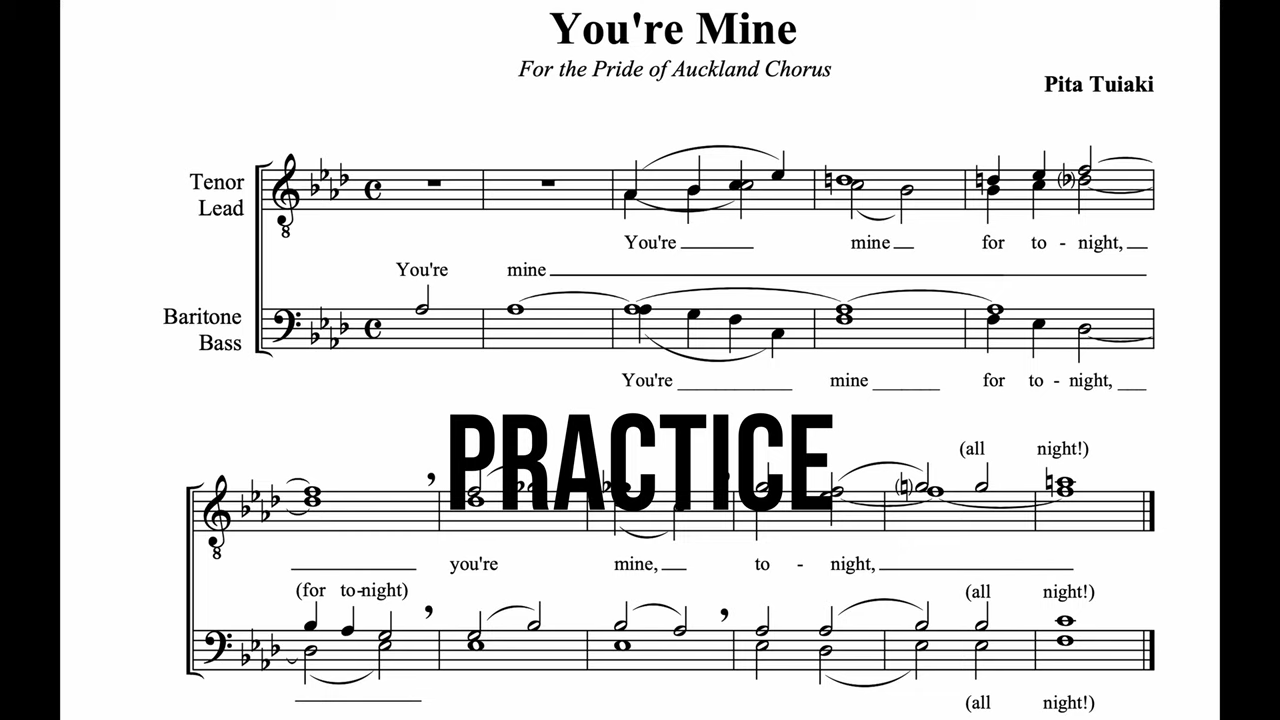 You're Mine
For the Pride of Auckland Chorus
Pita Tuiaki
Tenor
Lead
You're mine for to - night,
You're mine
Baritone
Bass
You're mine for to - night,
PRACTICE
(all night!)
you're mine, to - night,
(for to-night)
(all night!)
(all night!)